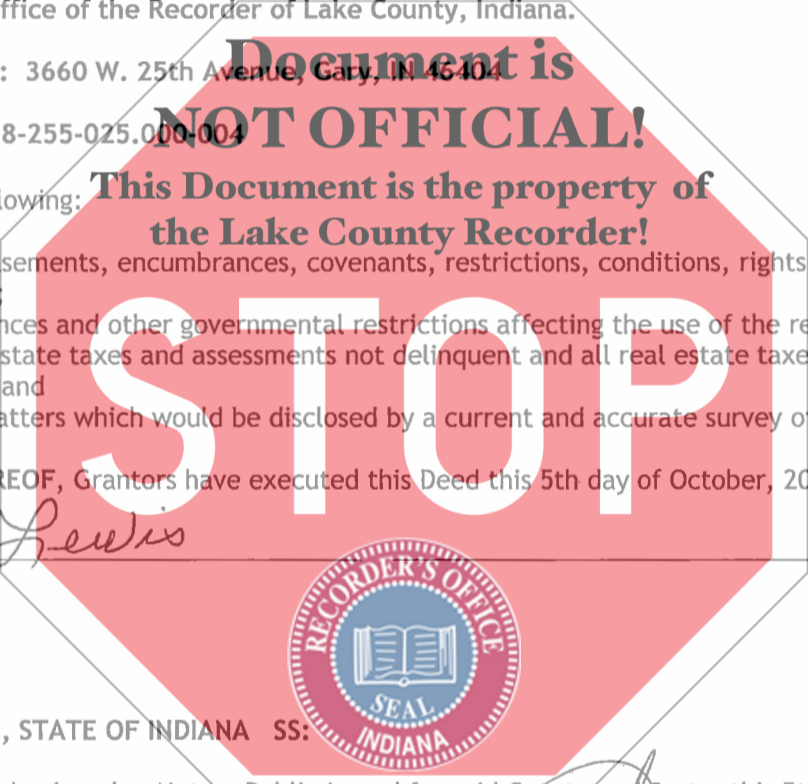 ffice of the Recorder of Lake County, Indiana.
Document is
: 3660 W. 25th Avenue, Gary, IN 46404
NOT OFFICIAL!
8-255-025.000-004
This Document is the property of
lowing:
the Lake County Recorder!
sements, encumbrances, covenants, restrictions, conditions, rights
;
STOP
nces and other governmental restrictions affecting the use of the re
state taxes and assessments not delinquent and all real estate taxe
and
atters which would be disclosed by a current and accurate survey o
REOF, Grantors have executed this Deed this 5th day of October, 20
Lewis
RECORDER'S OFFICE
SEAL
INDIANA
, STATE OF INDIANA SS: